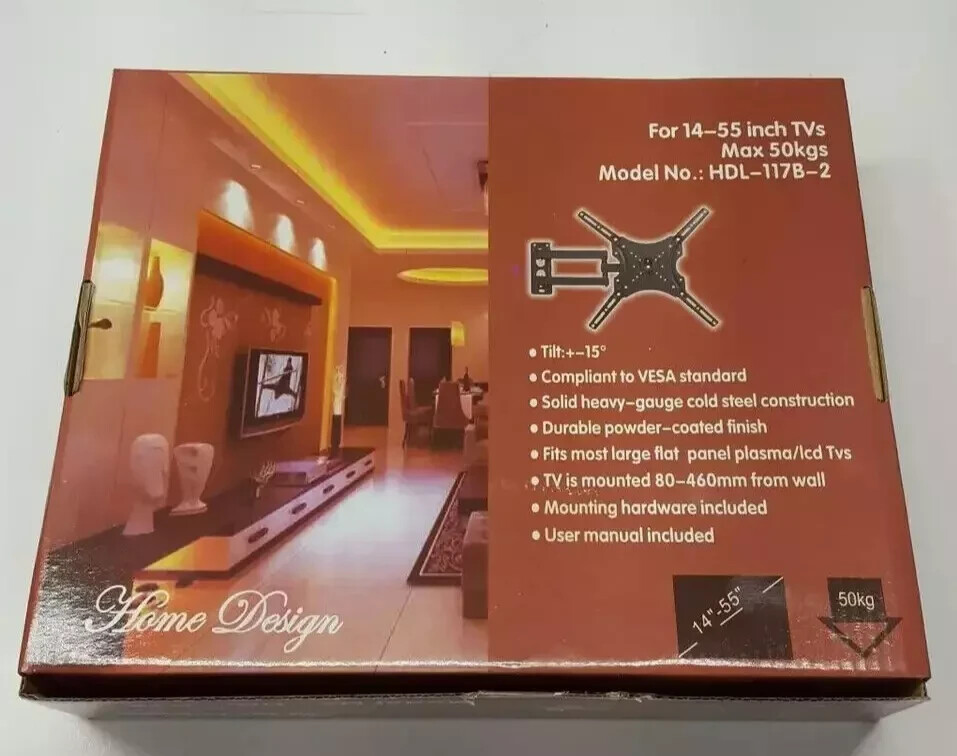 For 14-55 inch TVs
Max 50kgs
Model No.: HDL-117B-2
• Tilt:+-15°
• Compliant to VESA standard
• Solid heavy-gauge cold steel construction
• Durable powder-coated finish
• Fits most large flat panel plasma/lcd Tvs
• TV is mounted 80-460mm from wall
• Mounting hardware included
• User manual included
14"-55"
50kg
Home Design